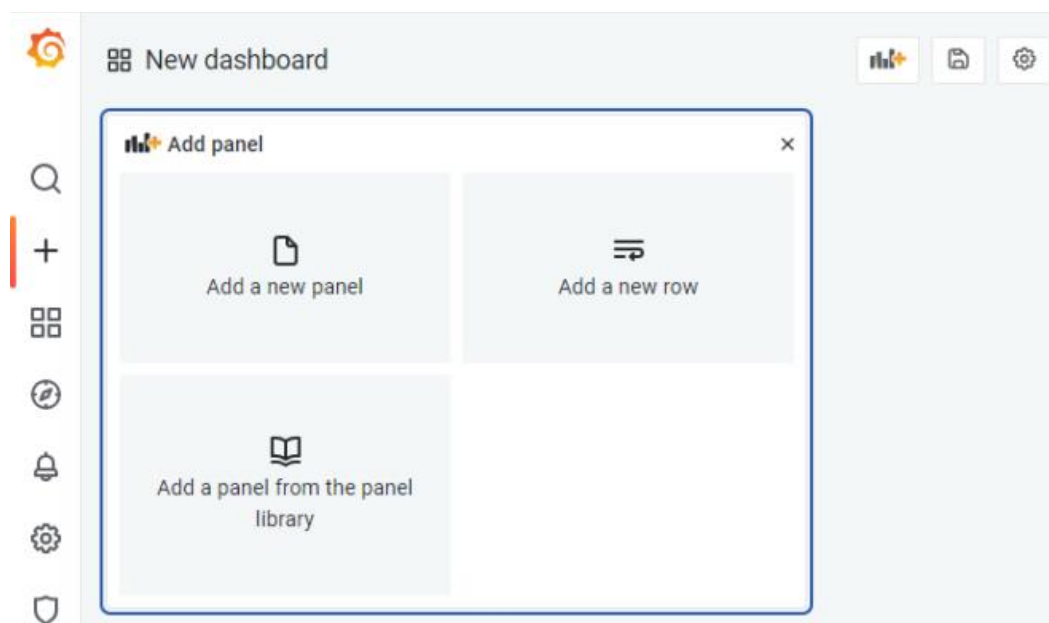 New dashboard
Add panel
Add a new panel
Add a new row
Add a panel from the panel
library